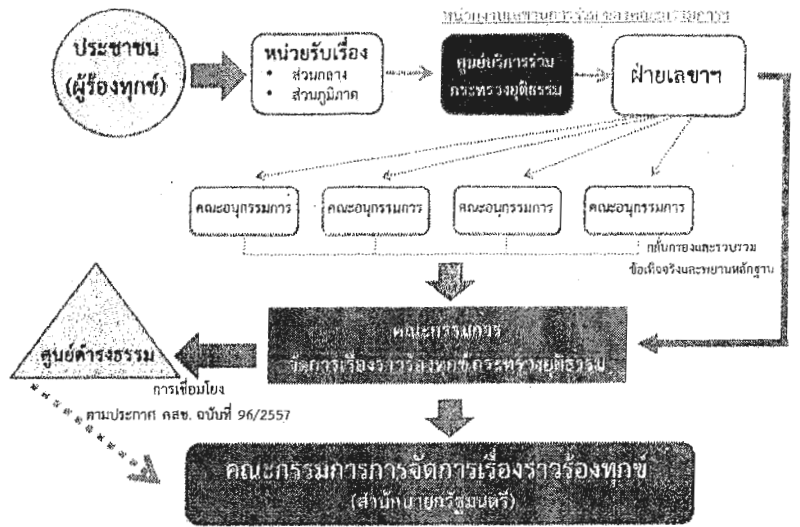 หน่วยงานเลขานุการร่วม ของคณะกรรมการฯ
ประชาชน
(ผู้ร้องทุกข์)
หน่วยรับเรื่อง
• ส่วนกลาง
• ส่วนภูมิภาค
ศูนย์บริการร่วม
กระทรวงยุติธรรม
ฝ่ายเลขาฯ
คณะอนุกรรมการ
คณะอนุกรรมการ
คณะอนุกรรมการ
คณะอนุกรรมการ
กลั่นกรองและรวบรวม
ข้อเท็จจริงและพยานหลักฐาน
คณะกรรมการ
จัดการเรื่องราวร้องทุกข์ กระทรวงยุติธรรม
ศูนย์ดำรงธรรม
การเชื่อมโยง
ตามประกาศ คสช. ฉบับที่ 96/2557
คณะกรรมการการจัดการเรื่องราวร้องทุกข์
(สำนักนายกรัฐมนตรี)